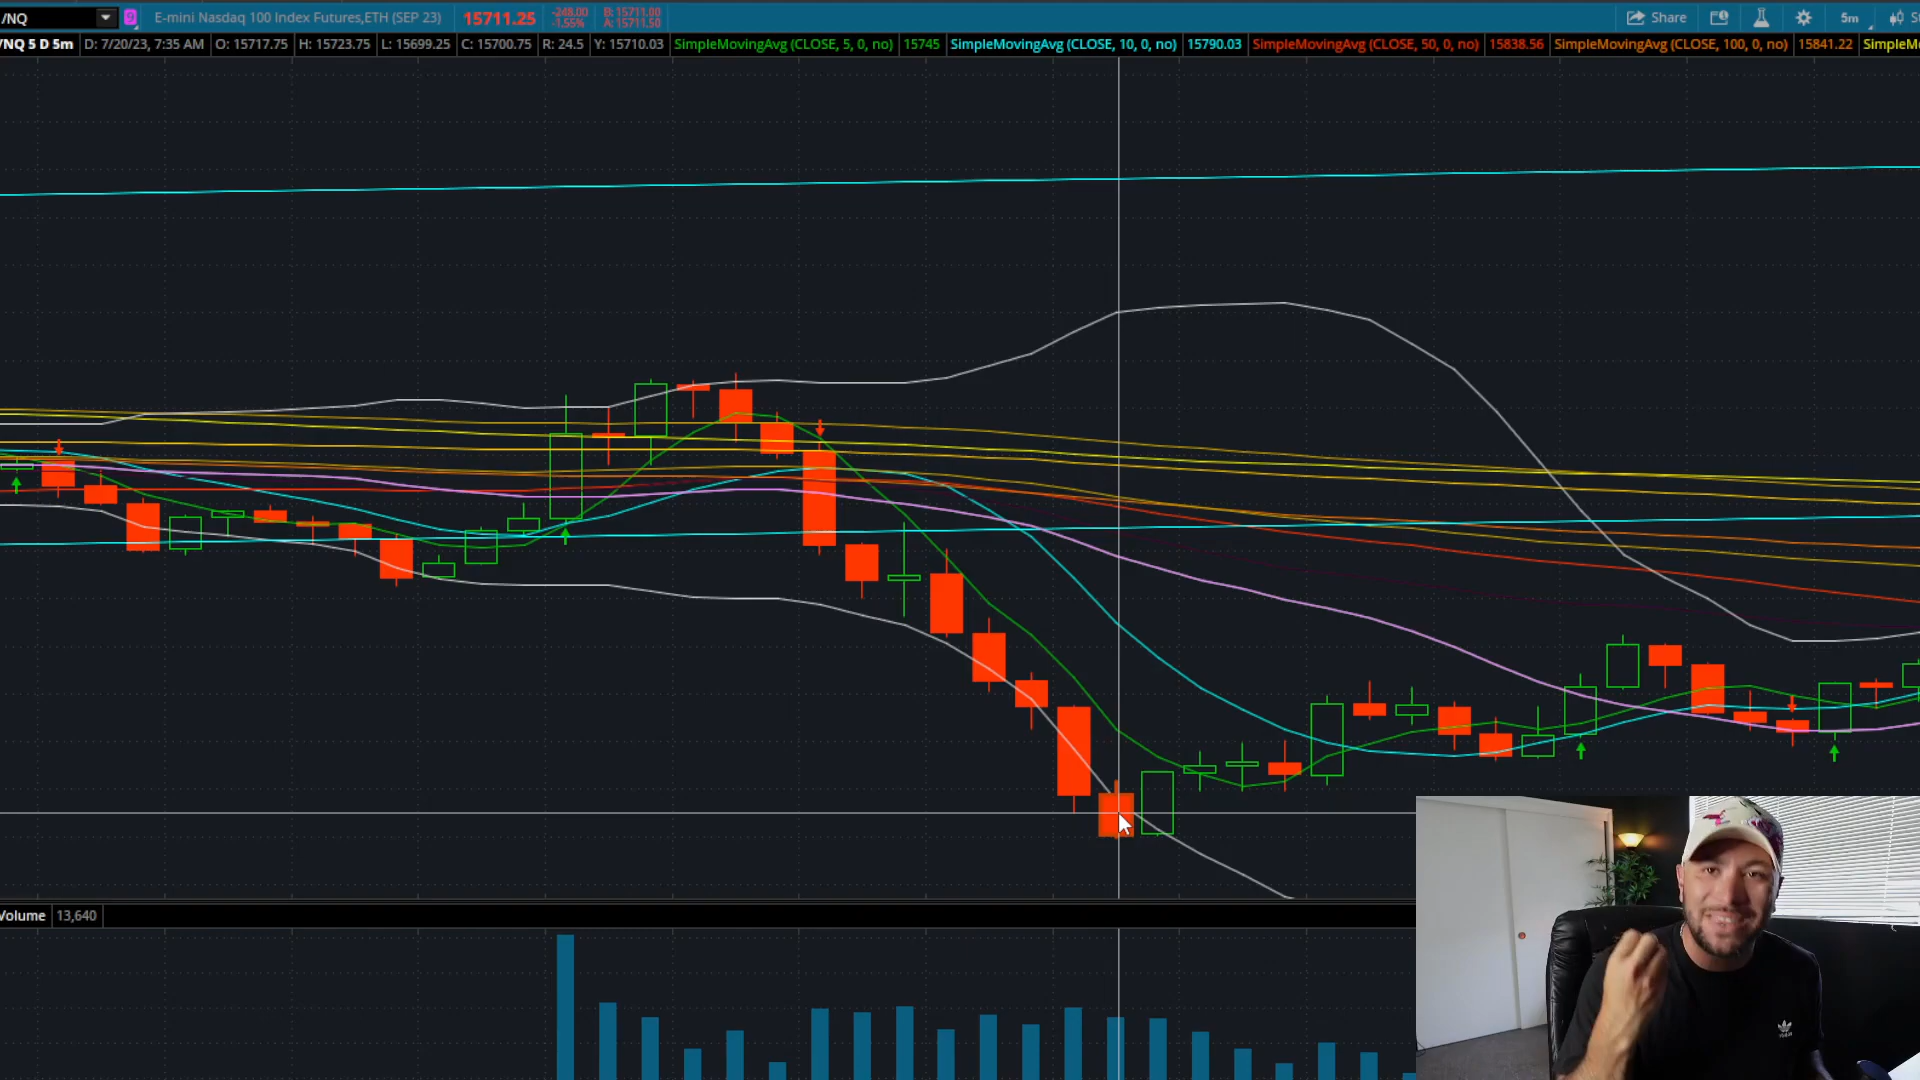 /NQ 9 E-mini Nasdaq 100 Index Futures,ETH (SEP 23) 15711.25 -248.00 -1.55% B: 15711.00 A: 15711.50 Share 5m
/NQ 5 D 5m D: 7/20/23, 7:35 AM O: 15717.75 H: 15723.75 L: 15699.25 C: 15700.75 R: 24.5 Y: 15710.03 SimpleMovingAvg (CLOSE, 5, 0, no) 15745 SimpleMovingAvg (CLOSE, 10, 0, no) 15790.03 SimpleMovingAvg (CLOSE, 50, 0, no) 15838.56 SimpleMovingAvg (CLOSE, 100, 0, no) 15841.22
Volume 13,640